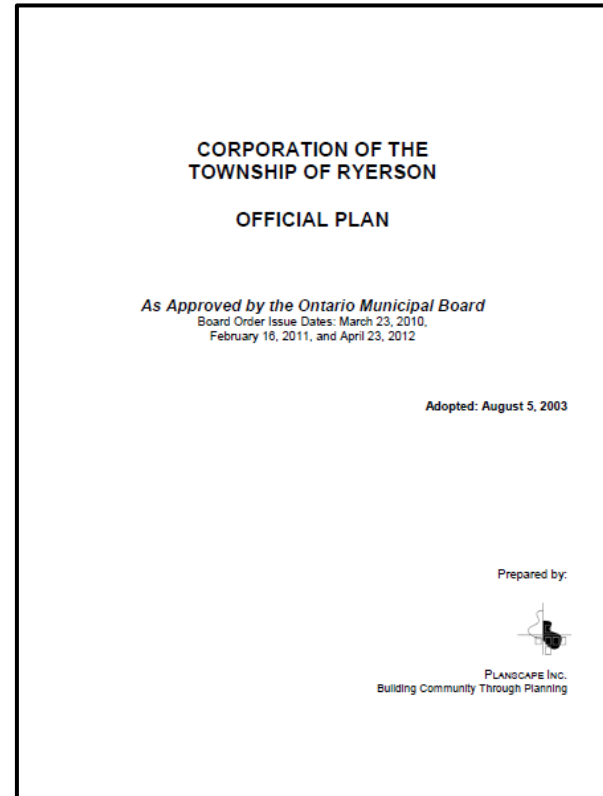 CORPORATION OF THE
TOWNSHIP OF RYERSON
OFFICIAL PLAN
As Approved by the Ontario Municipal Board
Board Order Issue Dates: March 23, 2010,
February 16, 2011, and April 23, 2012
Adopted: August 5, 2003
Prepared by:
PLANSCAPE INC.
Building Community Through Planning